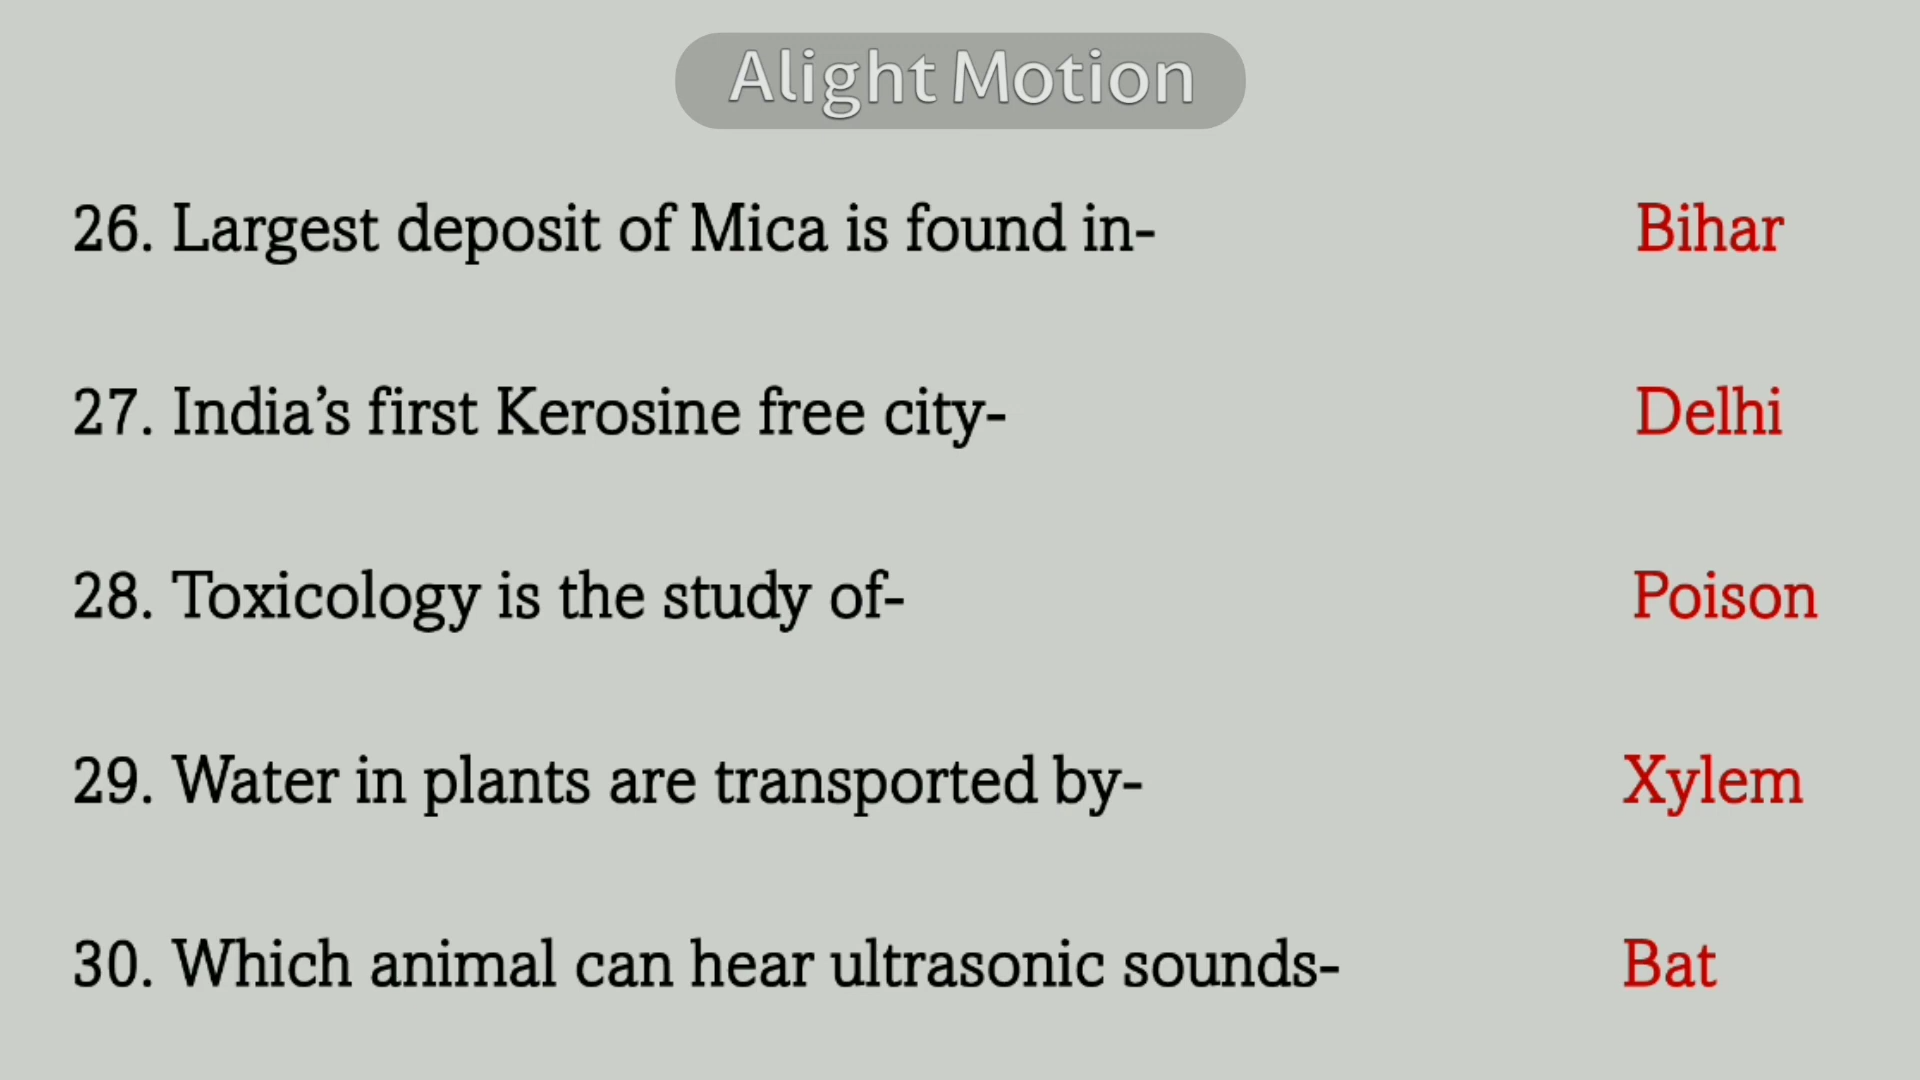 Alight Motion
26. Largest deposit of Mica is found in- Bihar
27. India’s first Kerosine free city- Delhi
28. Toxicology is the study of- Poison
29. Water in plants are transported by- Xylem
30. Which animal can hear ultrasonic sounds- Bat